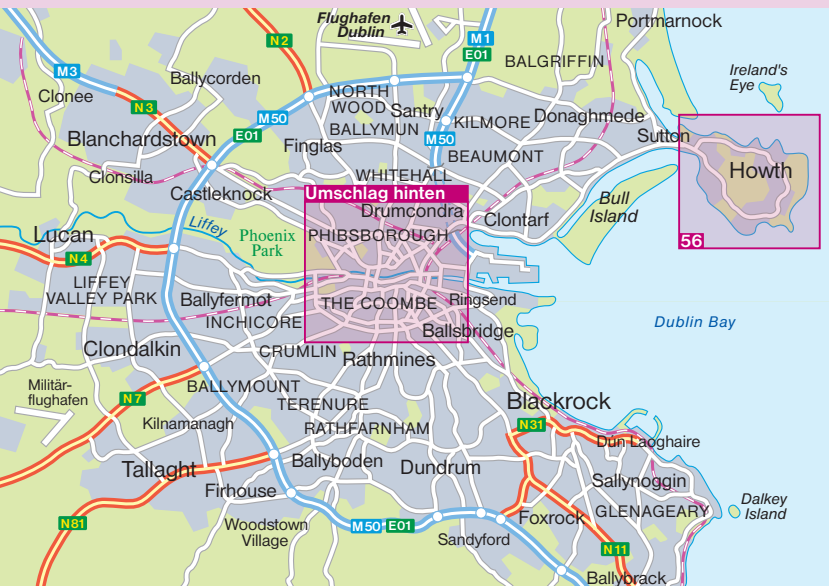 Flughafen
Dublin
Portmarnock
N2
M1
E01
BALGRIFFIN
M3
Ballycorden
Ireland's
Eye
Clonee
N3
NORTH
WOOD
Santry
KILMORE
Donaghmede
M50
E01
BALLYMUN
M50
Sutton
Blanchardstown
Finglas
BEAUMONT
Howth
Clonsilla
WHITEHALL
Castleknock
Umschlag hinten
Drumcondra
Clontarf
Bull
Island
Lucan
Liffey
Phoenix
Park
PHIBSBOROUGH
56
N4
LIFFEY
VALLEY PARK
Ballyfermot
THE COOMBE
Ringsend
INCHICORE
Ballsbridge
Dublin Bay
Clondalkin
CRUMLIN
Rathmines
Militär-
flughafen
N7
BALLYMOUNT
TERENURE
Blackrock
Kilnamanagh
RATHFARNHAM
N31
Dun Laoghaire
Tallaght
Ballyboden
Dundrum
Sallynoggin
Firhouse
GLENAGEARY
Dalkey
Island
N81
Woodstown
Village
M50
E01
Foxrock
Sandyford
N11
Ballybrack